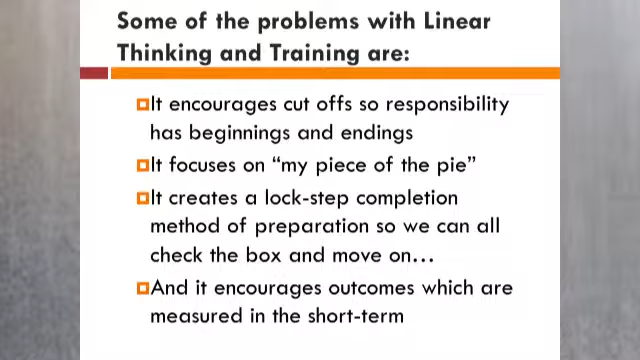 Some of the problems with Linear
Thinking and Training are:
It encourages cut offs so responsibility
has beginnings and endings
It focuses on “my piece of the pie”
It creates a lock-step completion
method of preparation so we can all
check the box and move on…
And it encourages outcomes which are
measured in the short-term